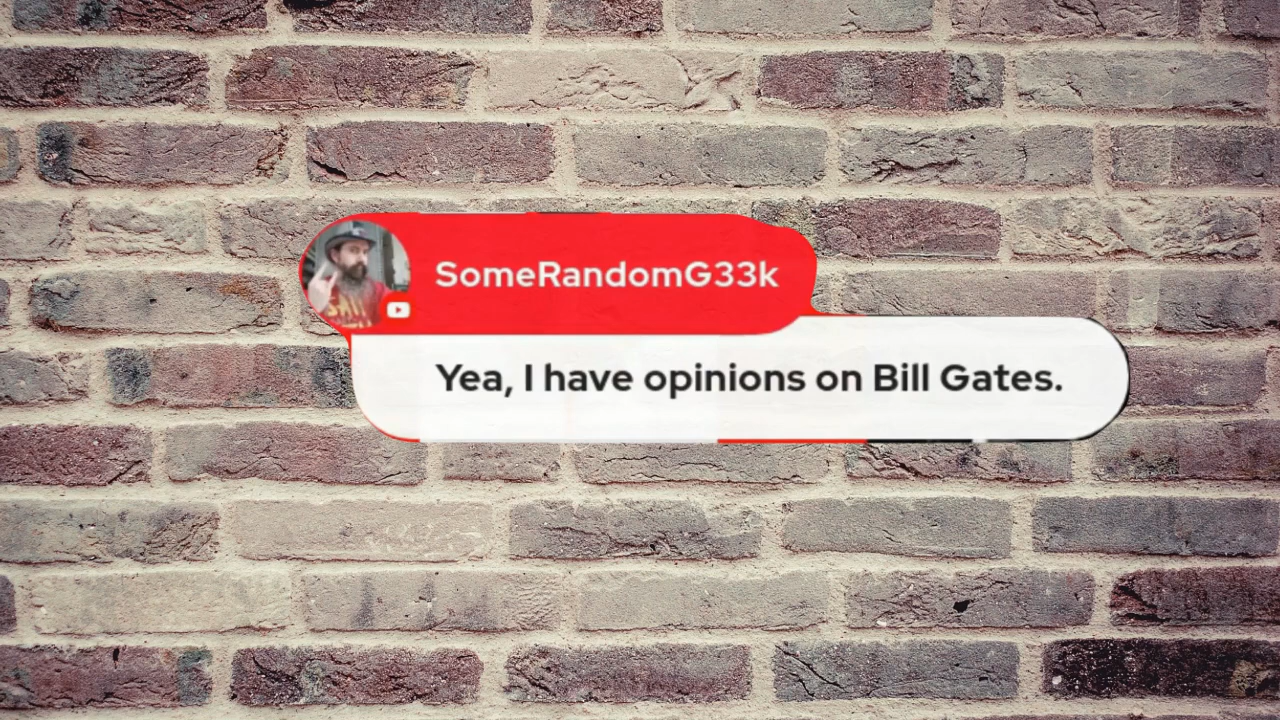 SomeRandomG33k
Yea, I have opinions on Bill Gates.